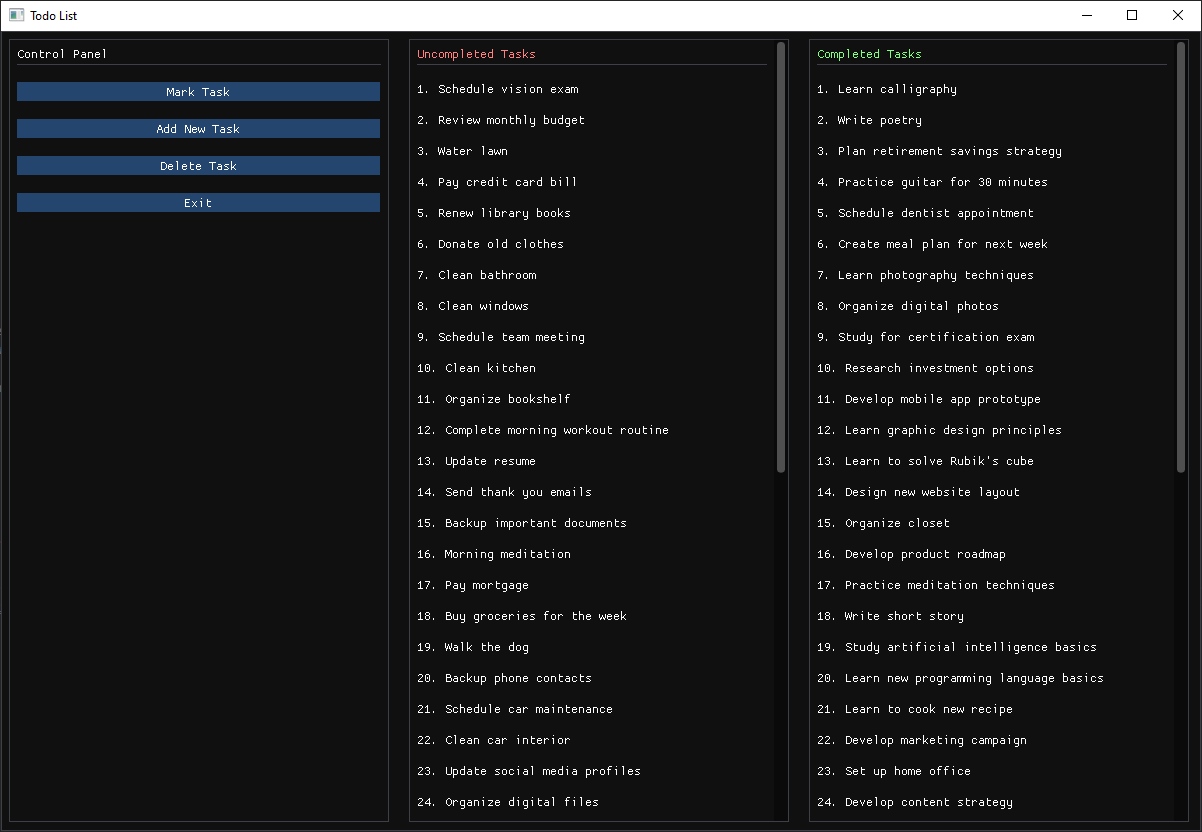 Todo List
Control Panel
Mark Task
Add New Task
Delete Task
Exit
Uncompleted Tasks
1. Schedule vision exam
2. Review monthly budget
3. Water lawn
4. Pay credit card bill
5. Renew library books
6. Donate old clothes
7. Clean bathroom
8. Clean windows
9. Schedule team meeting
10. Clean kitchen
11. Organize bookshelf
12. Complete morning workout routine
13. Update resume
14. Send thank you emails
15. Backup important documents
16. Morning meditation
17. Pay mortgage
18. Buy groceries for the week
19. Walk the dog
20. Backup phone contacts
21. Schedule car maintenance
22. Clean car interior
23. Update social media profiles
24. Organize digital files
Completed Tasks
1. Learn calligraphy
2. Write poetry
3. Plan retirement savings strategy
4. Practice guitar for 30 minutes
5. Schedule dentist appointment
6. Create meal plan for next week
7. Learn photography techniques
8. Organize digital photos
9. Study for certification exam
10. Research investment options
11. Develop mobile app prototype
12. Learn graphic design principles
13. Learn to solve Rubik's cube
14. Design new website layout
15. Organize closet
16. Develop product roadmap
17. Practice meditation techniques
18. Write short story
19. Study artificial intelligence basics
20. Learn new programming language basics
21. Learn to cook new recipe
22. Develop marketing campaign
23. Set up home office
24. Develop content strategy